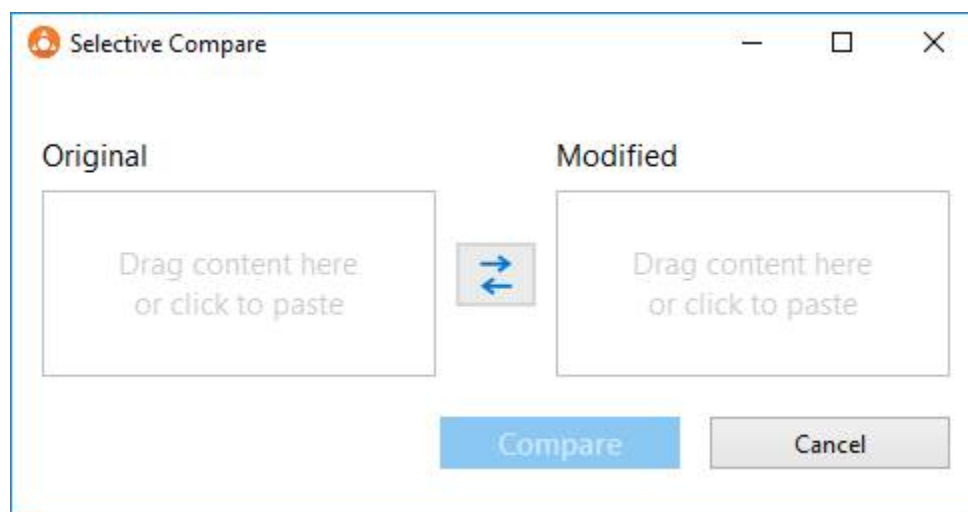 Selective Compare
Original
Modified
Drag content here
or click to paste
Drag content here
or click to paste
Compare
Cancel